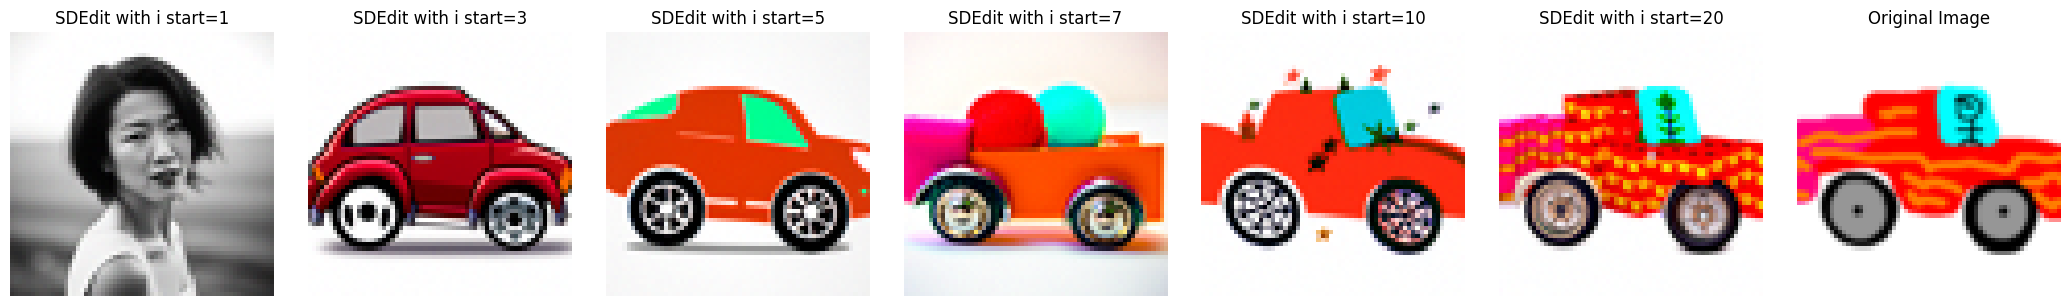 SDEdit with i start=1
SDEdit with i start=3
SDEdit with i start=5
SDEdit with i start=7
SDEdit with i start=10
SDEdit with i start=20
Original Image